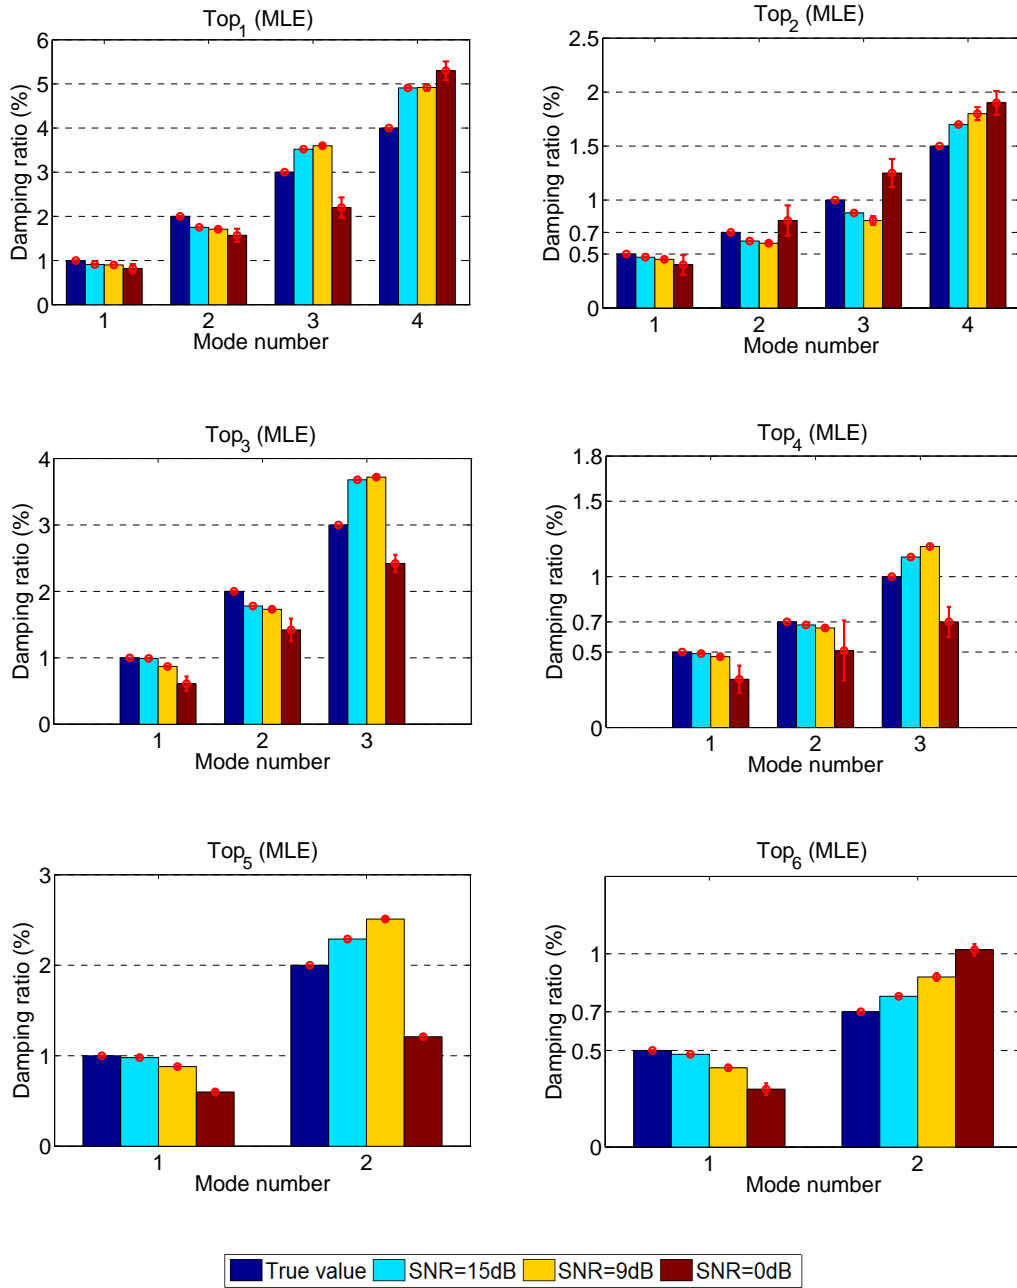 Top1 (MLE)
Damping ratio (%)
6
5
4
3
2
1
0
1 2 3 4
Mode number
Top2 (MLE)
Damping ratio (%)
2.5
2
1.5
1
0.7
0.5
0
1 2 3 4
Mode number
Top3 (MLE)
Damping ratio (%)
4
3
2
1
0
1 2 3
Mode number
Top4 (MLE)
Damping ratio (%)
1.8
1.5
1
0.7
0.5
0
1 2 3
Mode number
Top5 (MLE)
Damping ratio (%)
3
2
1
0
1 2
Mode number
Top6 (MLE)
Damping ratio (%)
1
0.7
0.5
0
1 2
Mode number
True value SNR=15dB SNR=9dB SNR=0dB